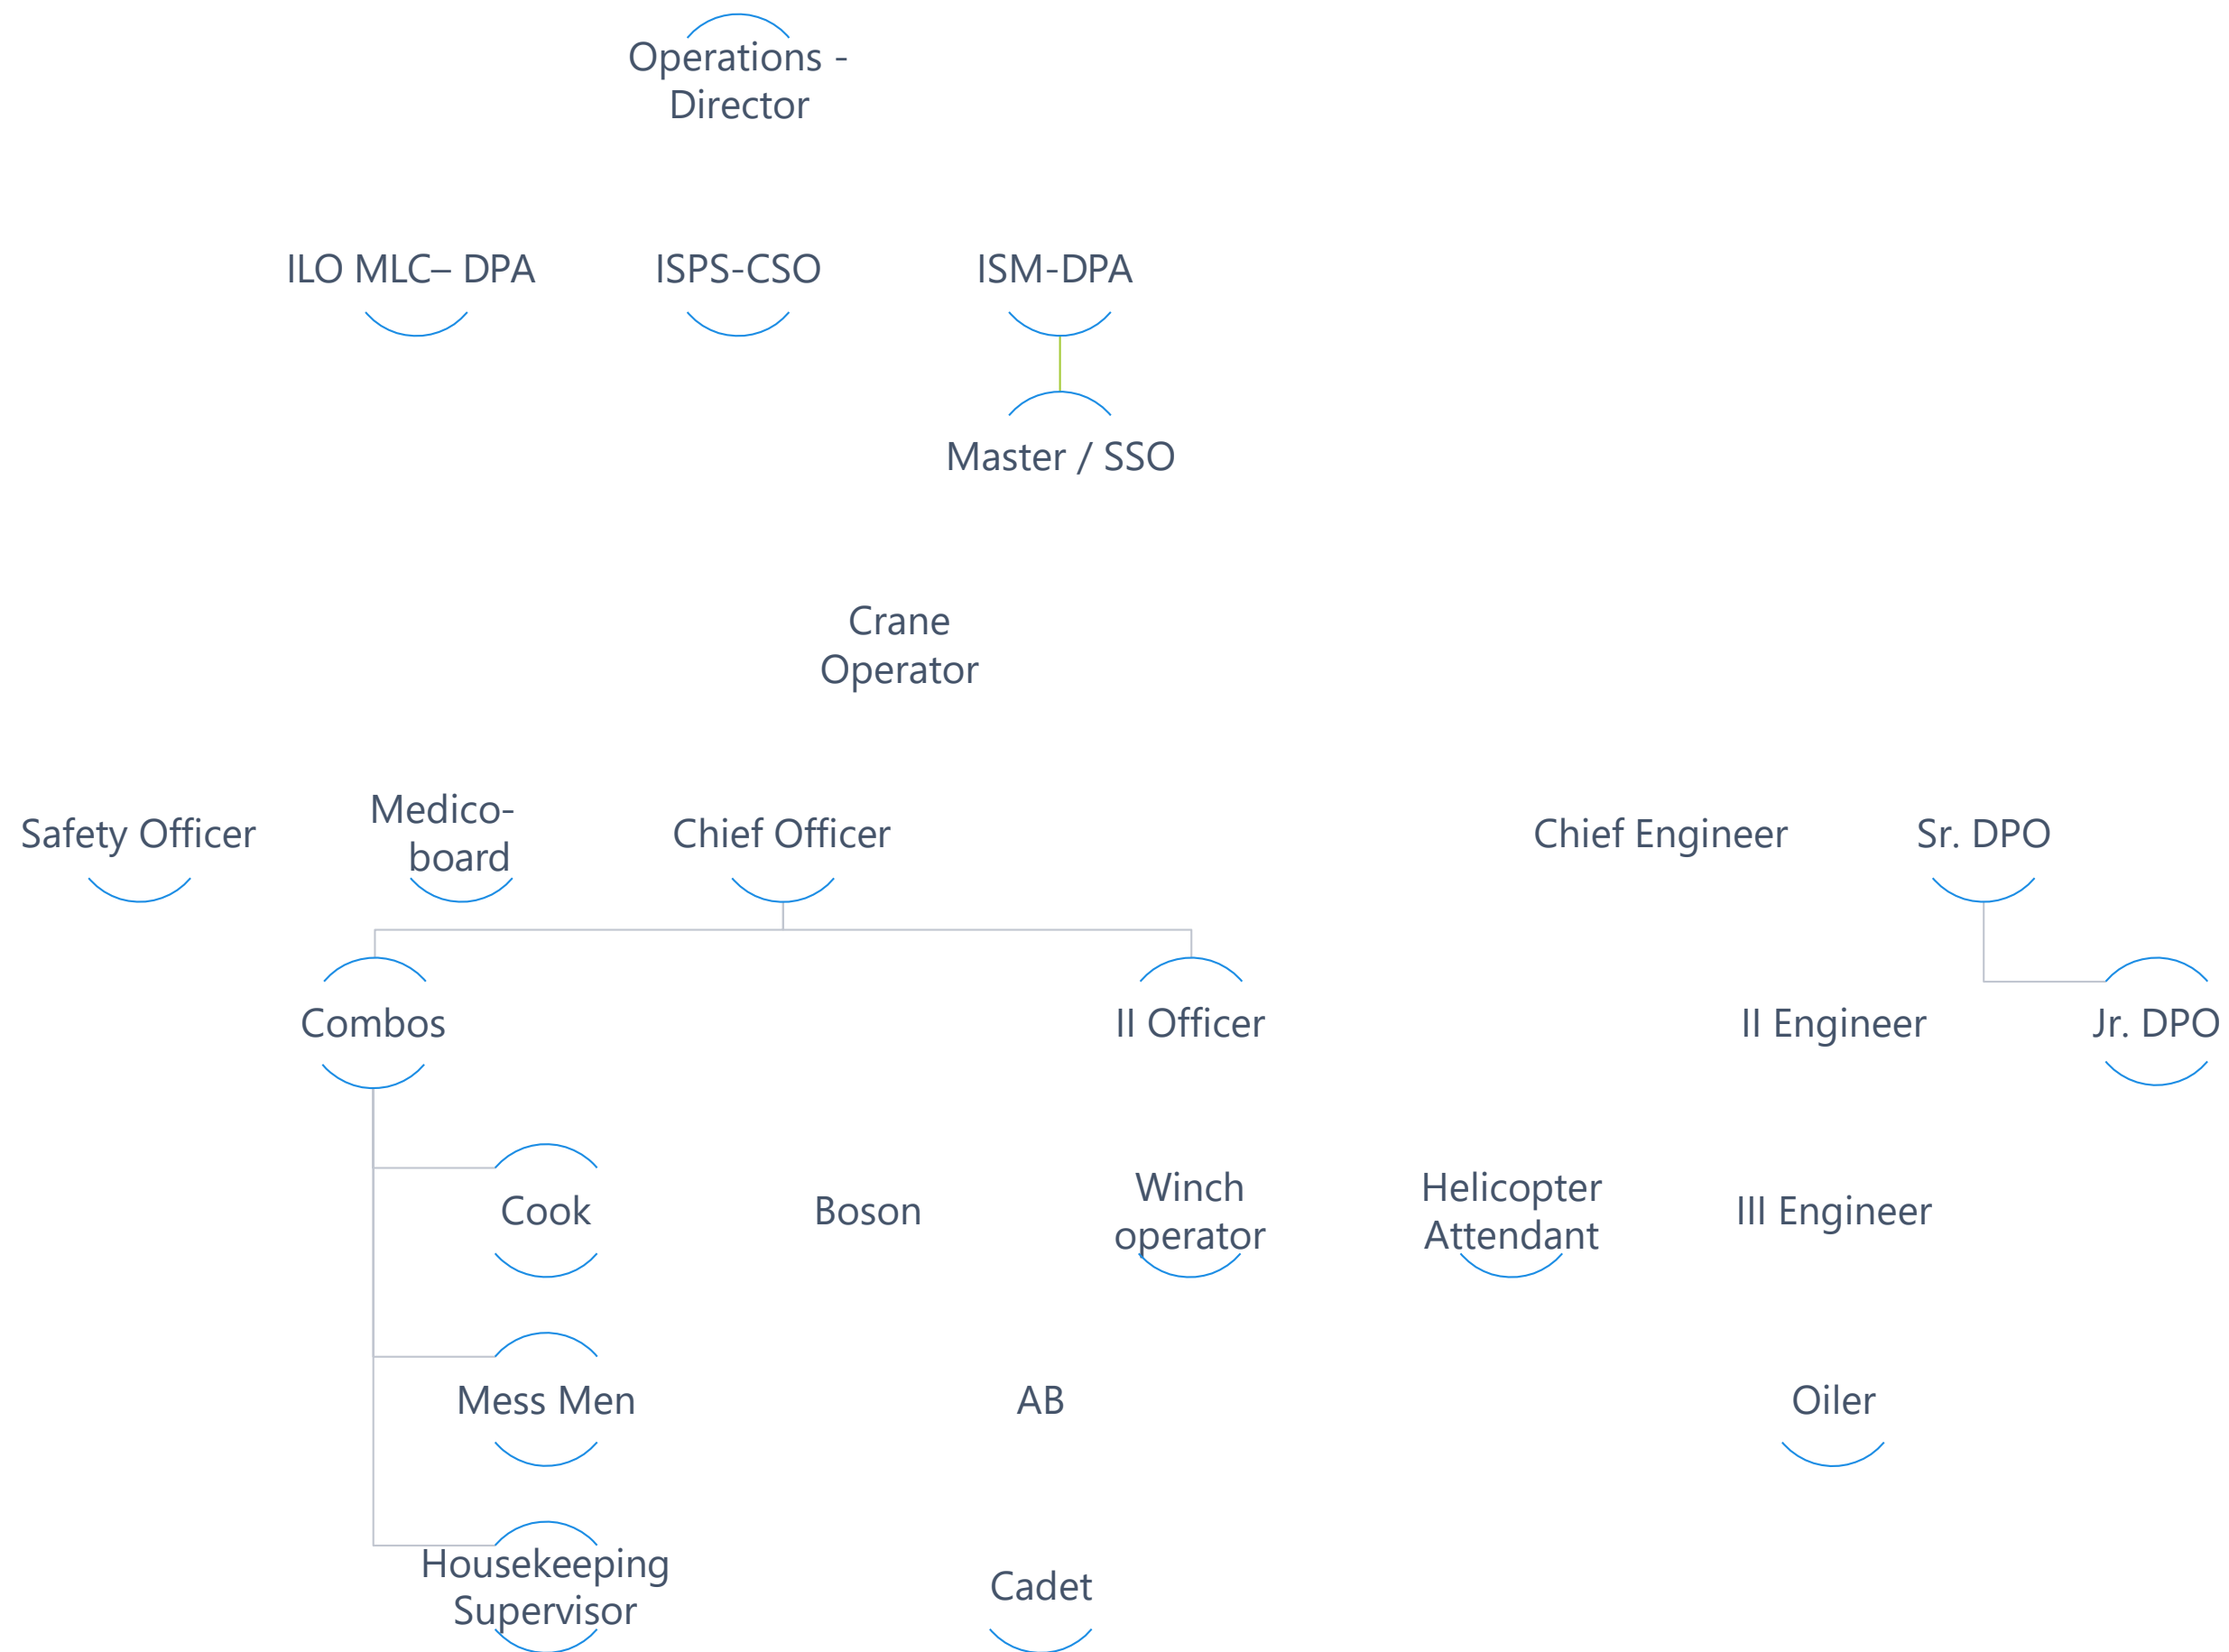 Operations -
Director
ILO MLC– DPA
ISPS-CSO
ISM-DPA
Master / SSO
Crane
Operator
Safety Officer
Medico-
board
Chief Officer
Chief Engineer
Sr. DPO
Combos
II Officer
II Engineer
Jr. DPO
Cook
Boson
Winch
operator
Helicopter
Attendant
III Engineer
Mess Men
AB
Oiler
Housekeeping
Supervisor
Cadet